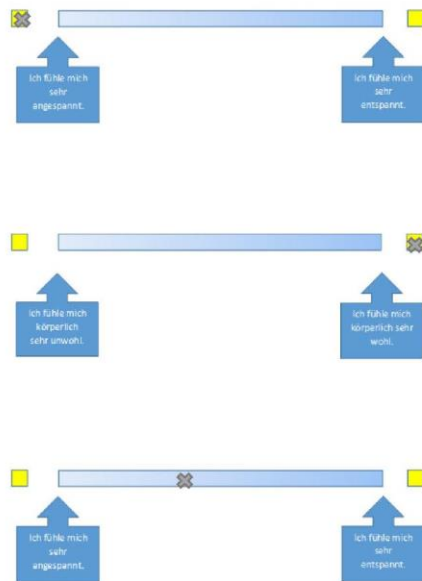 Ich fühle mich
sehr
angespannt.
Ich fühle mich
sehr
entspannt.
Ich fühle mich
körperlich
sehr unwohl.
Ich fühle mich
körperlich sehr
wohl.
Ich fühle mich
sehr
angespannt.
Ich fühle mich
sehr
entspannt.